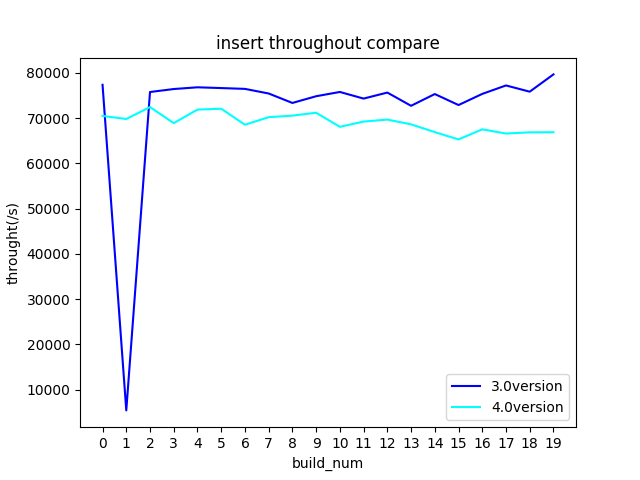 insert throughout compare
throught(/s)
80000
70000
60000
50000
40000
30000
20000
10000
3.0version
4.0version
0 1 2 3 4 5 6 7 8 9 10 11 12 13 14 15 16 17 18 19
build_num